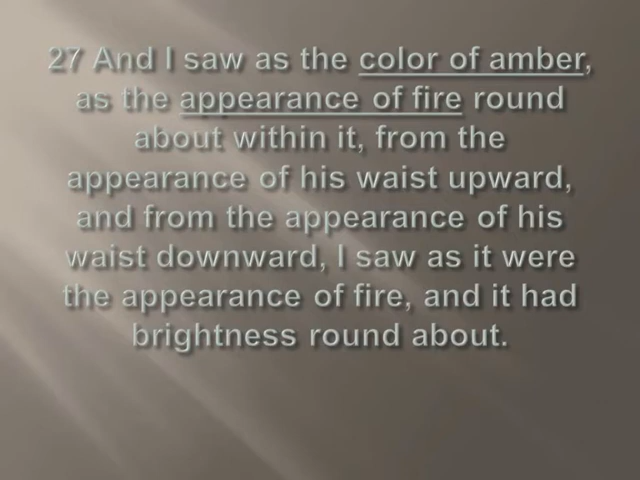 27 And I saw as the color of amber,
as the appearance of fire round
about within it, from the
appearance of his waist upward,
and from the appearance of his
waist downward, I saw as it were
the appearance of fire, and it had
brightness round about.